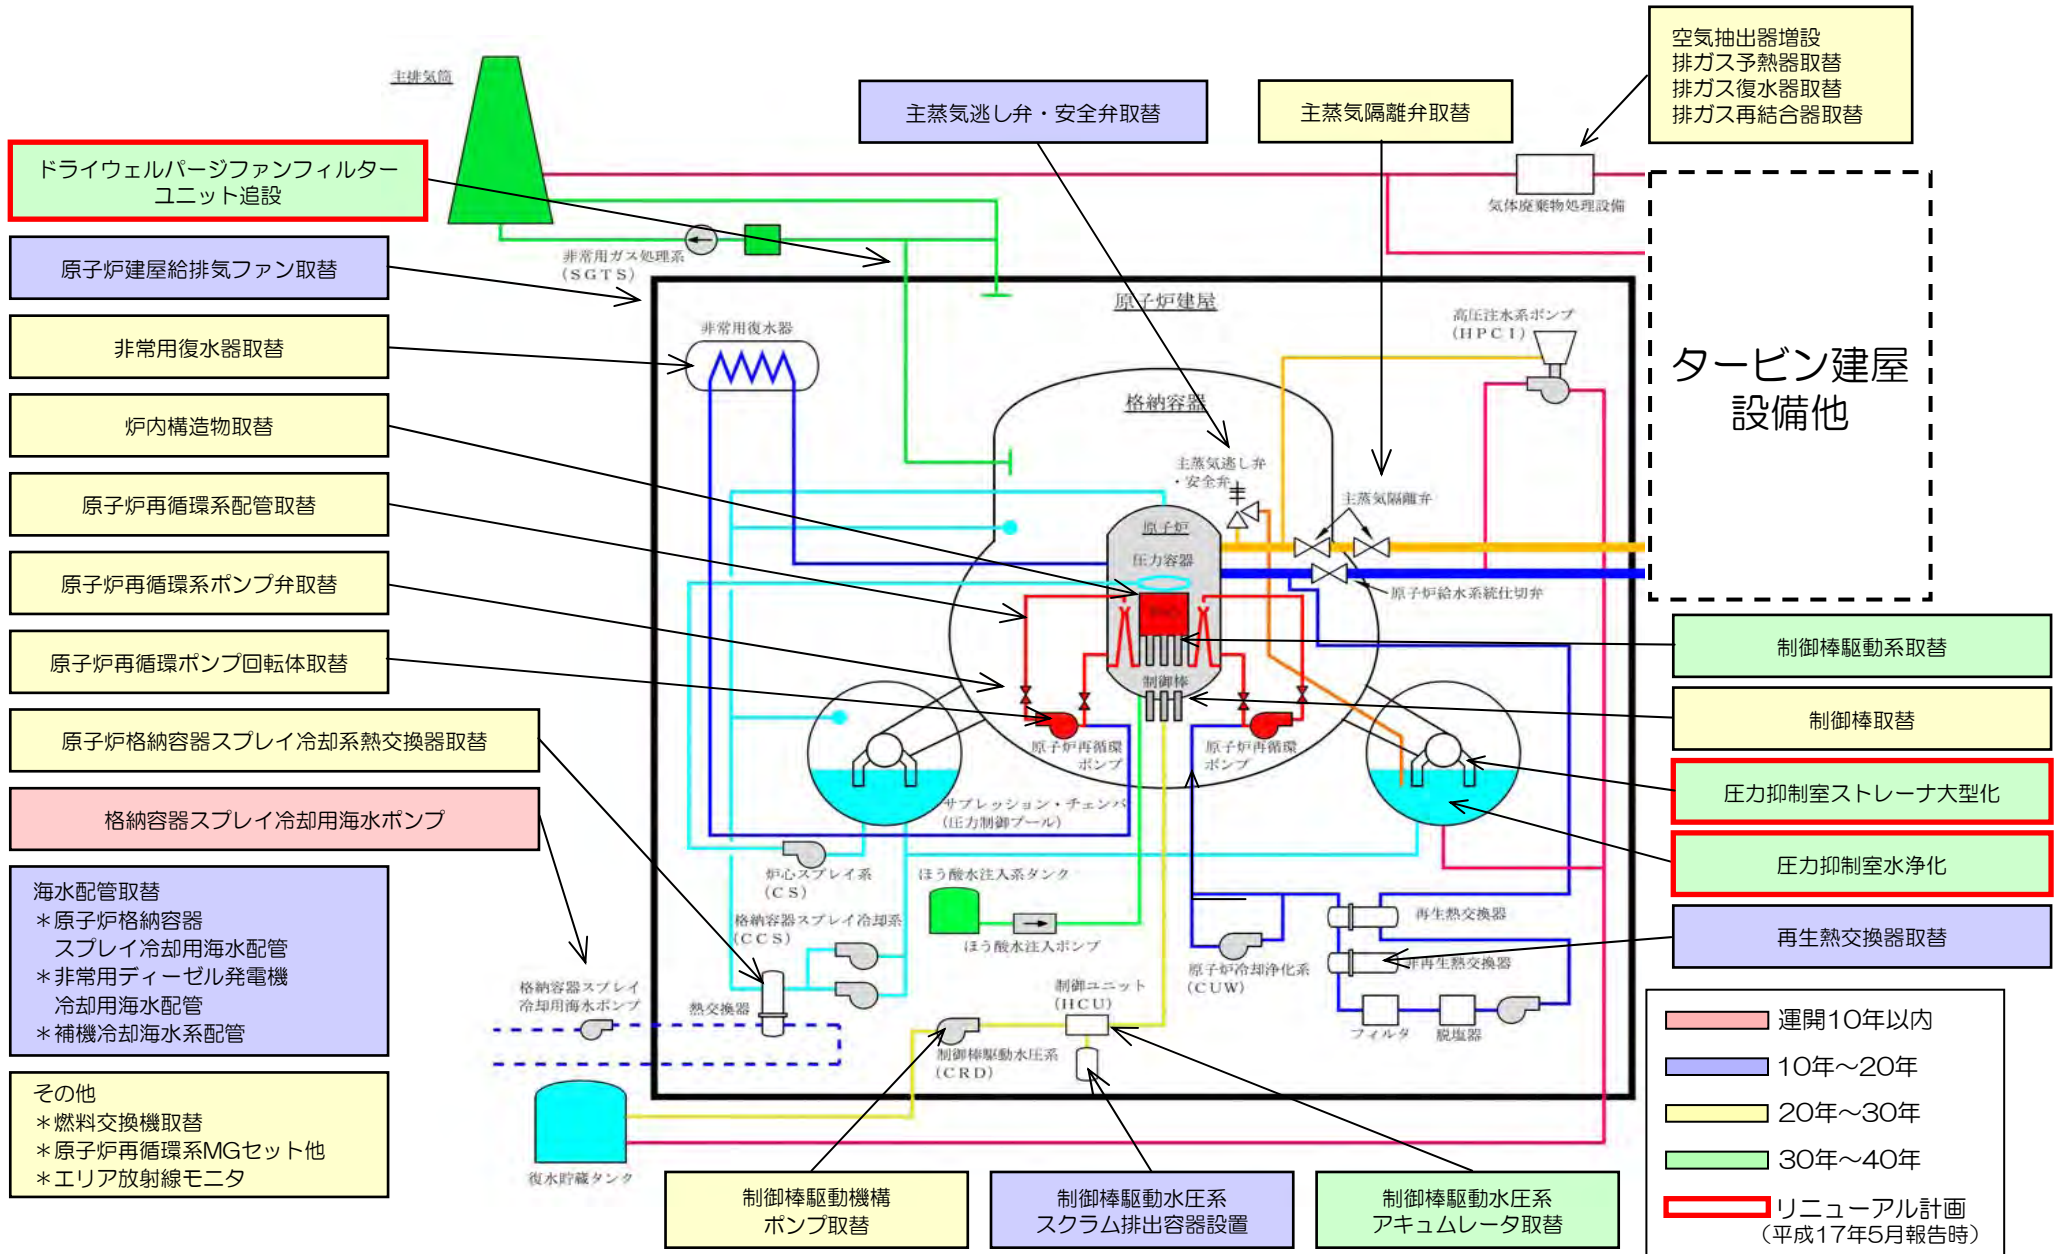 空気抽出器増設
排ガス予熱器取替
排ガス復水器取替
排ガス再結合器取替
主排気筒
主蒸気逃し弁・安全弁取替
主蒸気隔離弁取替
ドライウェルパージファンフィルター
ユニット追設
気体廃棄物処理設備
非常用ガス処理系
(SGTS)
原子炉建屋給排気ファン取替
原子炉建屋
非常用復水器
高圧注水系ポンプ
(HPCI)
非常用復水器取替
タービン建屋
設備他
格納容器
炉内構造物取替
主蒸気逃し弁
・安全弁
主蒸気隔離弁
原子炉再循環系配管取替
原子炉
圧力容器
原子炉給水系統仕切弁
原子炉再循環系ポンプ弁取替
制御棒駆動系取替
原子炉再循環ポンプ回転体取替
制御棒
制御棒取替
原子炉格納容器スプレイ冷却系熱交換器取替
原子炉再循環
ポンプ
原子炉再循環
ポンプ
圧力抑制室ストレーナ大型化
格納容器スプレイ冷却用海水ポンプ
サプレッション・チェンバ
(圧力制御プール)
圧力抑制室水浄化
炉心スプレイ系
(CS)
ほう酸水注入系タンク
海水配管取替
＊原子炉格納容器
スプレイ冷却用海水配管
＊非常用ディーゼル発電機
冷却用海水配管
＊補機冷却海水系配管
格納容器スプレイ冷却系
(CCS)
ほう酸水注入ポンプ
再生熱交換器
再生熱交換器取替
非再生熱交換器
原子炉冷却浄化系
(CUW)
格納容器スプレイ
冷却用海水ポンプ
熱交換器
制御ユニット
(HCU)
フィルタ
脱塩器
制御棒駆動水圧系
(CRD)
その他
＊燃料交換機取替
＊原子炉再循環系MGセット他
＊エリア放射線モニタ
復水貯蔵タンク
制御棒駆動機構
ポンプ取替
制御棒駆動水圧系
スクラム排出容器設置
制御棒駆動水圧系
アキュムレータ取替
運開10年以内
10年～20年
20年～30年
30年～40年
リニューアル計画
(平成17年5月報告時)